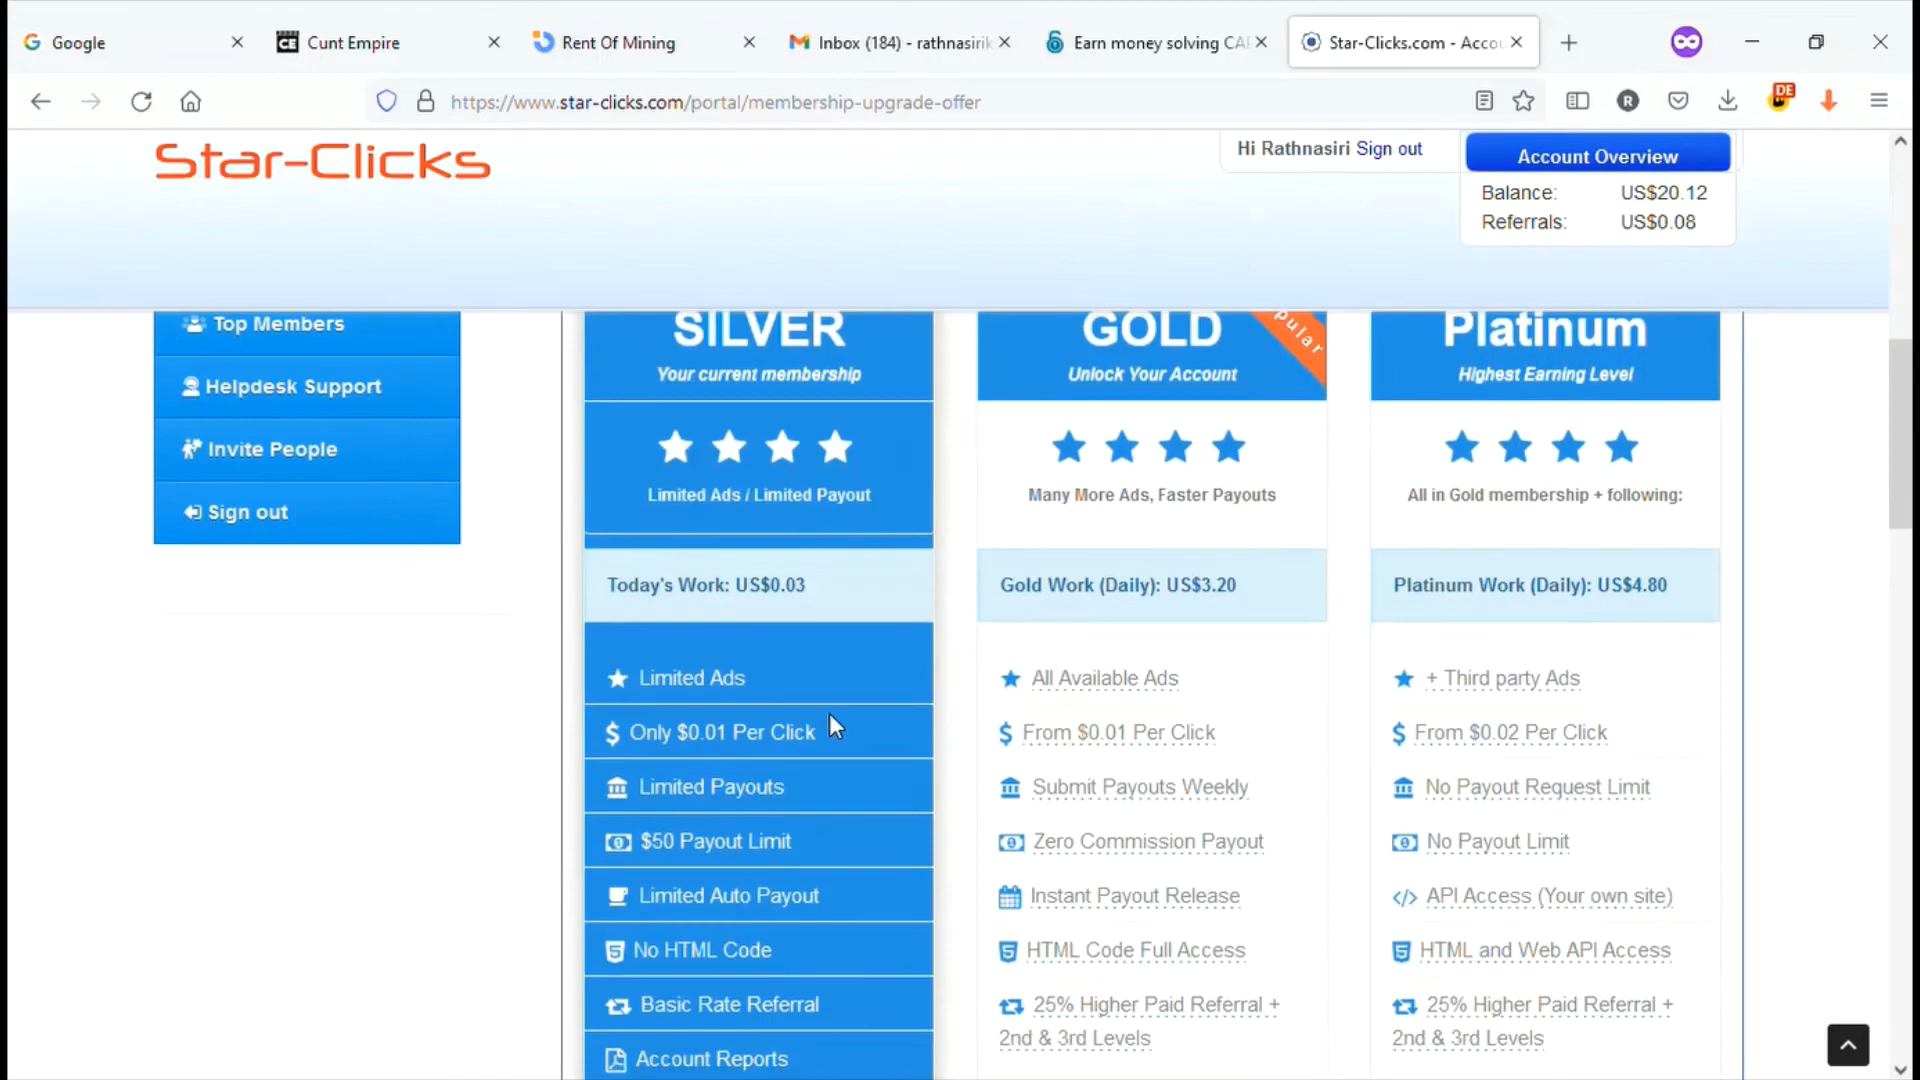 Google
CE Cunt Empire
Rent Of Mining
Inbox (184) - rathnasirik
Earn money solving CAP
Star-Clicks.com - Accou
https://www.star-clicks.com/portal/membership-upgrade-offer
R
DE
Star-Clicks
Hi Rathnasiri Sign out
Account Overview
Balance: US$20.12
Referrals: US$0.08
Top Members
Helpdesk Support
Invite People
Sign out
SILVER
Your current membership
Limited Ads / Limited Payout
Today's Work: US$0.03
Limited Ads
Only $0.01 Per Click
Limited Payouts
$50 Payout Limit
Limited Auto Payout
No HTML Code
Basic Rate Referral
Account Reports
GOLD
pular
Unlock Your Account
Many More Ads, Faster Payouts
Gold Work (Daily): US$3.20
All Available Ads
From $0.01 Per Click
Submit Payouts Weekly
Zero Commission Payout
Instant Payout Release
HTML Code Full Access
25% Higher Paid Referral +
2nd & 3rd Levels
Platinum
Highest Earning Level
All in Gold membership + following:
Platinum Work (Daily): US$4.80
+ Third party Ads
From $0.02 Per Click
No Payout Request Limit
No Payout Limit
API Access (Your own site)
HTML and Web API Access
25% Higher Paid Referral +
2nd & 3rd Levels